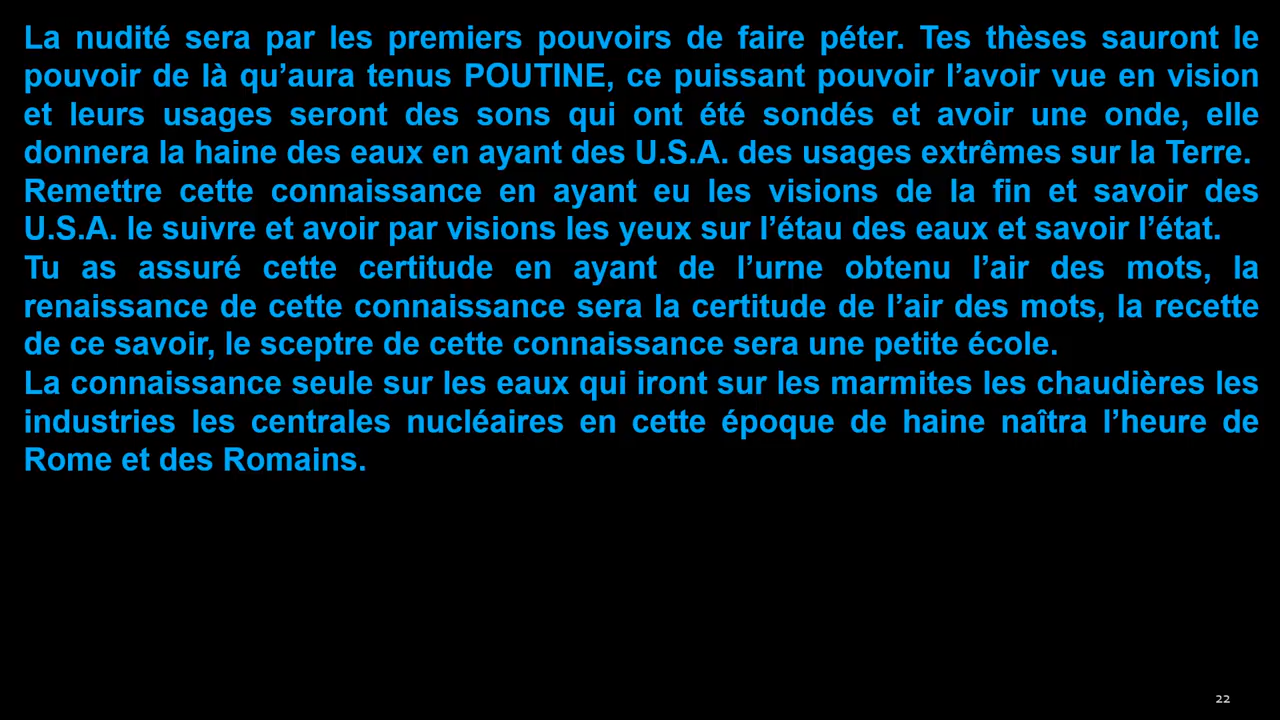 La nudité sera par les premiers pouvoirs de faire péter. Tes thèses sauront le
pouvoir de là qu’aura tenus POUTINE, ce puissant pouvoir l’avoir vue en vision
et leurs usages seront des sons qui ont été sondés et avoir une onde, elle
donnera la haine des eaux en ayant des U.S.A. des usages extrêmes sur la Terre.
Remettre cette connaissance en ayant eu les visions de la fin et savoir des
U.S.A. le suivre et avoir par visions les yeux sur l’étau des eaux et savoir l’état.
Tu as assuré cette certitude en ayant de l’urne obtenu l’air des mots, la
renaissance de cette connaissance sera la certitude de l’air des mots, la recette
de ce savoir, le sceptre de cette connaissance sera une petite école.
La connaissance seule sur les eaux qui iront sur les marmites les chaudières les
industries les centrales nucléaires en cette époque de haine naîtra l’heure de
Rome et des Romains.
22